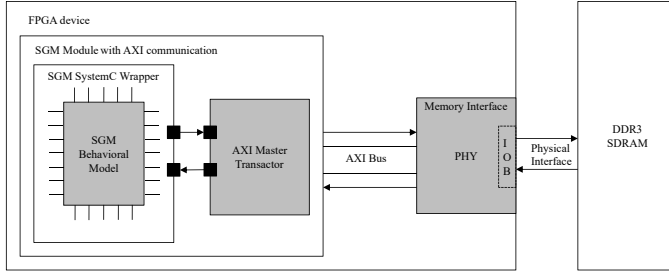 FPGA device
SGM Module with AXI communication
SGM SystemC Wrapper
SGM
Behavioral
Model
AXI Master
Transactor
AXI Bus
Memory Interface
PHY
I
O
B
Physical
Interface
DDR3
SDRAM